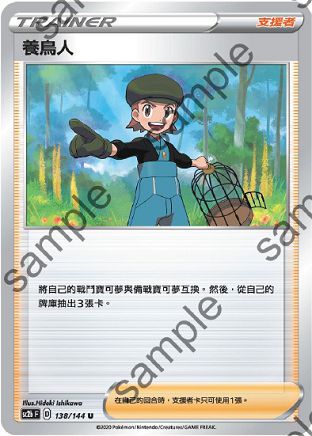 TRAINER
支援者
養鳥人
sample
sample
sample
sample
sample
sample
將自己的戰鬥寶可夢與備戰寶可夢互換。然後，從自己的
牌庫抽出3張卡。
Illus.Hideki Ishikawa
sc2b F D 138/144 U
在自己的回合時，支援者卡只可使用1張。
©2020 Pokémon/Nintendo/Creatures/GAME FREAK.